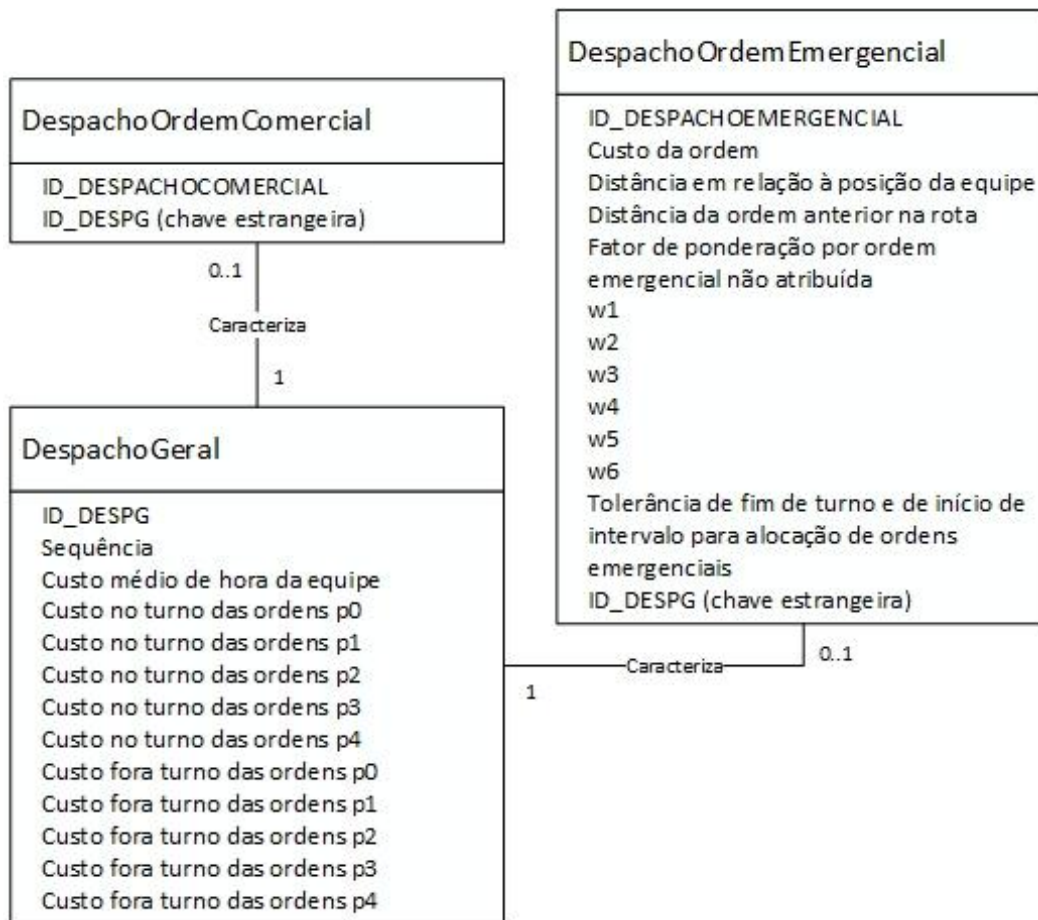 DespachoOrdemComercial
ID_DESPACHOCOMERCIAL
ID_DESPG (chave estrangeira)
0..1
Caracteriza
1
DespachoGeral
ID_DESPG
Sequência
Custo médio de hora da equipe
Custo no turno das ordens p0
Custo no turno das ordens p1
Custo no turno das ordens p2
Custo no turno das ordens p3
Custo no turno das ordens p4
Custo fora turno das ordens p0
Custo fora turno das ordens p1
Custo fora turno das ordens p2
Custo fora turno das ordens p3
Custo fora turno das ordens p4
DespachoOrdemEmergencial
ID_DESPACHOEMERGENCIAL
Custo da ordem
Distância em relação à posição da equipe
Distância da ordem anterior na rota
Fator de ponderação por ordem
emergencial não atribuída
w1
w2
w3
w4
w5
w6
Tolerância de fim de turno e de início de
intervalo para alocação de ordens
emergenciais
ID_DESPG (chave estrangeira)
0..1
Caracteriza
1